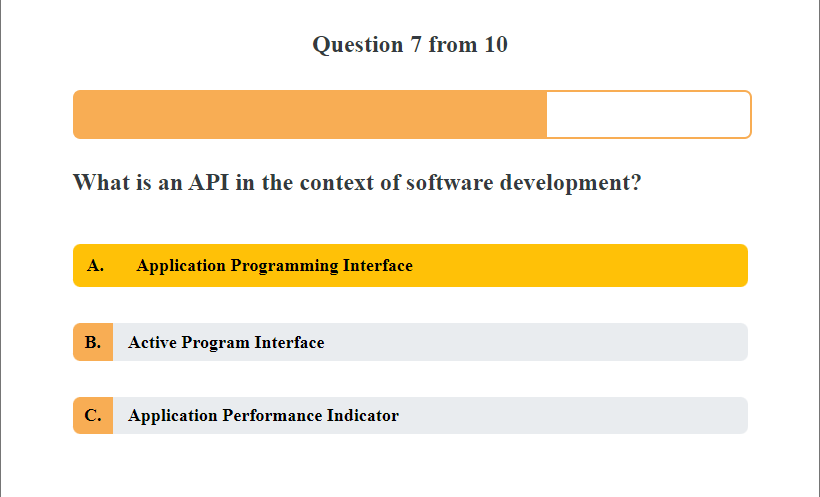 Question 7 from 10
What is an API in the context of software development?
A. Application Programming Interface
B. Active Program Interface
C. Application Performance Indicator